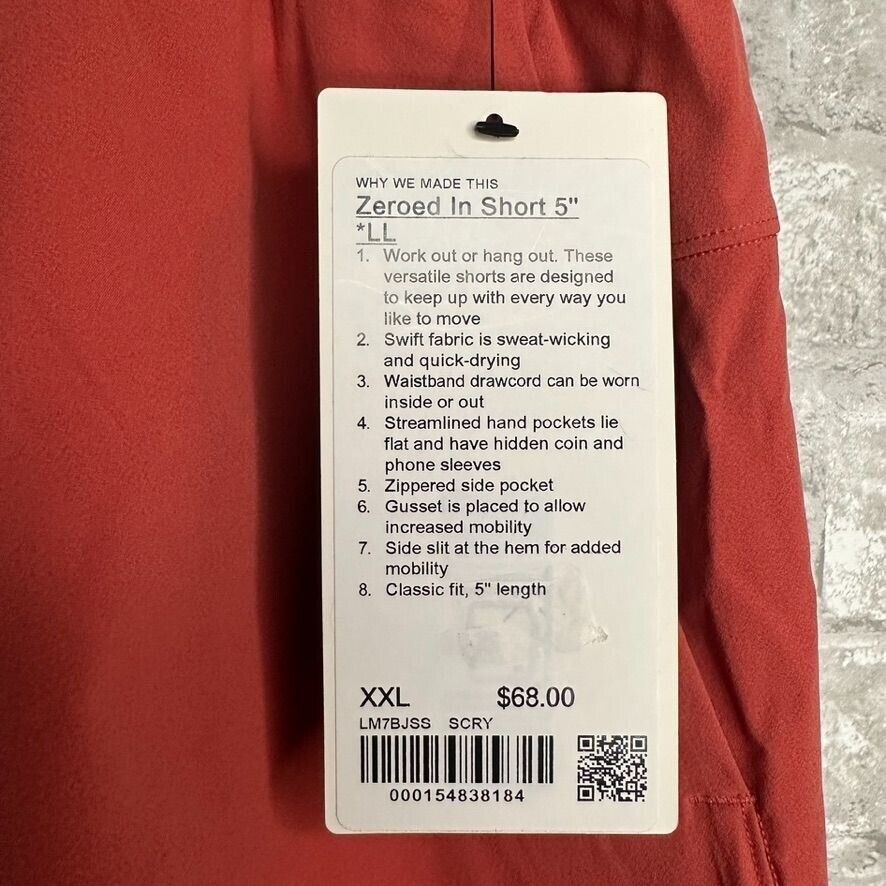 WHY WE MADE THIS
Zeroed In Short 5"
*LL
1. Work out or hang out. These
versatile shorts are designed
to keep up with every way you
like to move
2. Swift fabric is sweat-wicking
and quick-drying
3. Waistband drawcord can be worn
inside or out
4. Streamlined hand pockets lie
flat and have hidden coin and
phone sleeves
5. Zippered side pocket
6. Gusset is placed to allow
increased mobility
7. Side slit at the hem for added
mobility
8. Classic fit, 5" length
XXL $68.00
LM7BJSS SCRY
000154838184